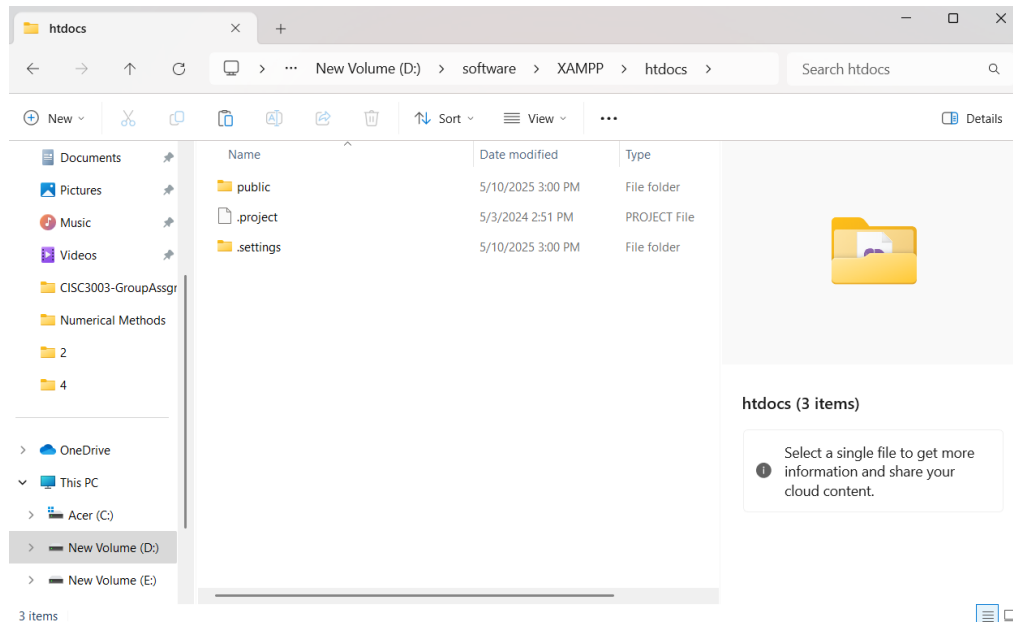 htdocs
New Volume (D:) software XAMPP htdocs Search htdocs
New Sort View ... Details
Documents
Pictures
Music
Videos
CISC3003-GroupAssgr
Numerical Methods
2
4
OneDrive
This PC
Acer (C:)
New Volume (D:)
New Volume (E:)
Name Date modified Type
public 5/10/2025 3:00 PM File folder
.project 5/3/2024 2:51 PM PROJECT File
.settings 5/10/2025 3:00 PM File folder
htdocs (3 items)
Select a single file to get more
information and share your
cloud content.
3 items